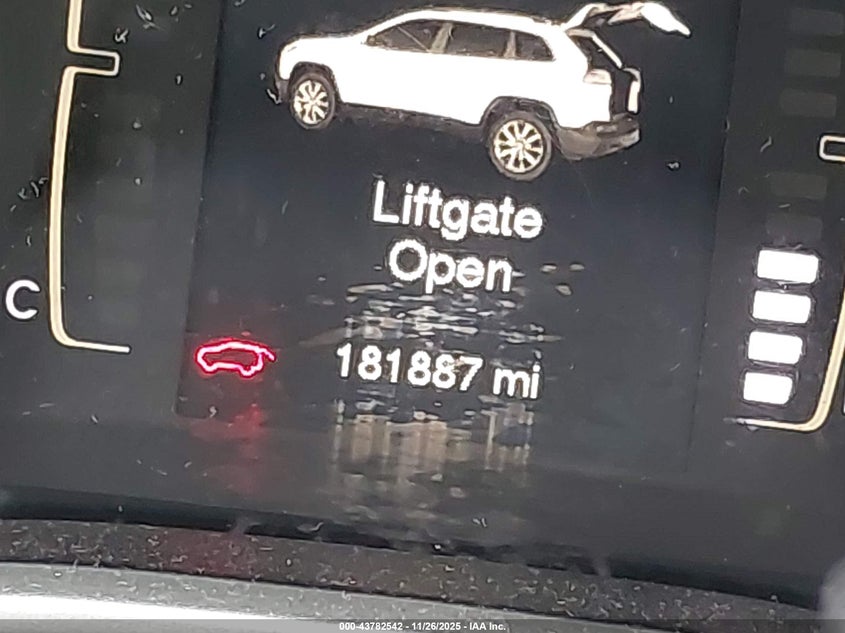 Liftgate
Open
C
181887 mi
000-43782542 - 11/26/2025 - IAA Inc.